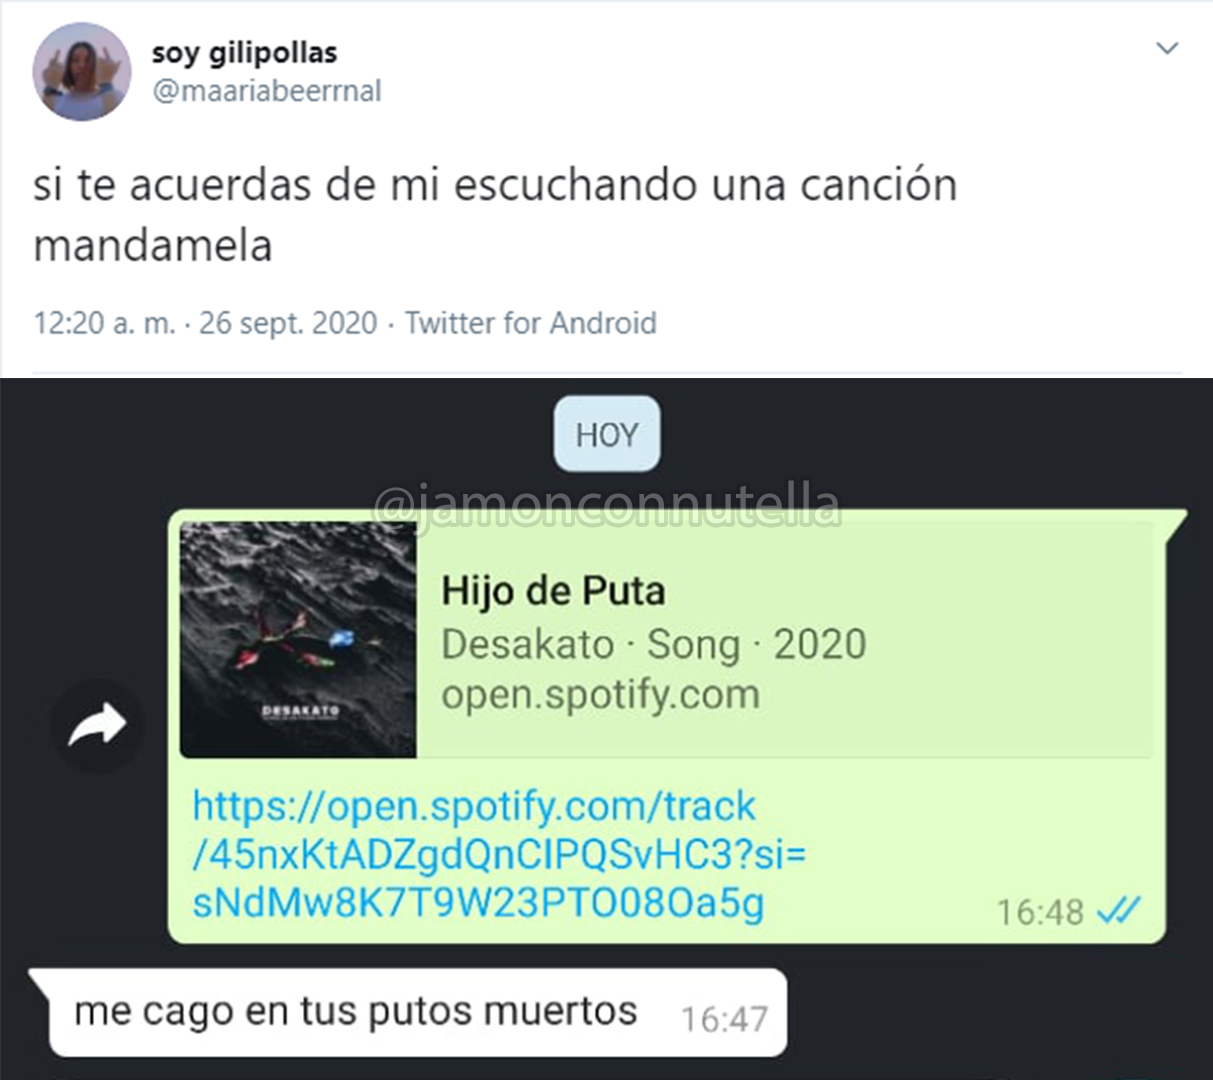 soy gilipollas
@maariabeerrnal
si te acuerdas de mi escuchando una canción
mandamela
12:20 a. m. · 26 sept. 2020 · Twitter for Android
HOY
@jamonconnutella
Hijo de Puta
Desakato · Song · 2020
open.spotify.com
DESAKATO
https://open.spotify.com/track
/45nxKtADZgdQnCIPQSvHC3?si=
sNdMw8K7T9W23PTO08Oa5g
16:48
me cago en tus putos muertos 16:47